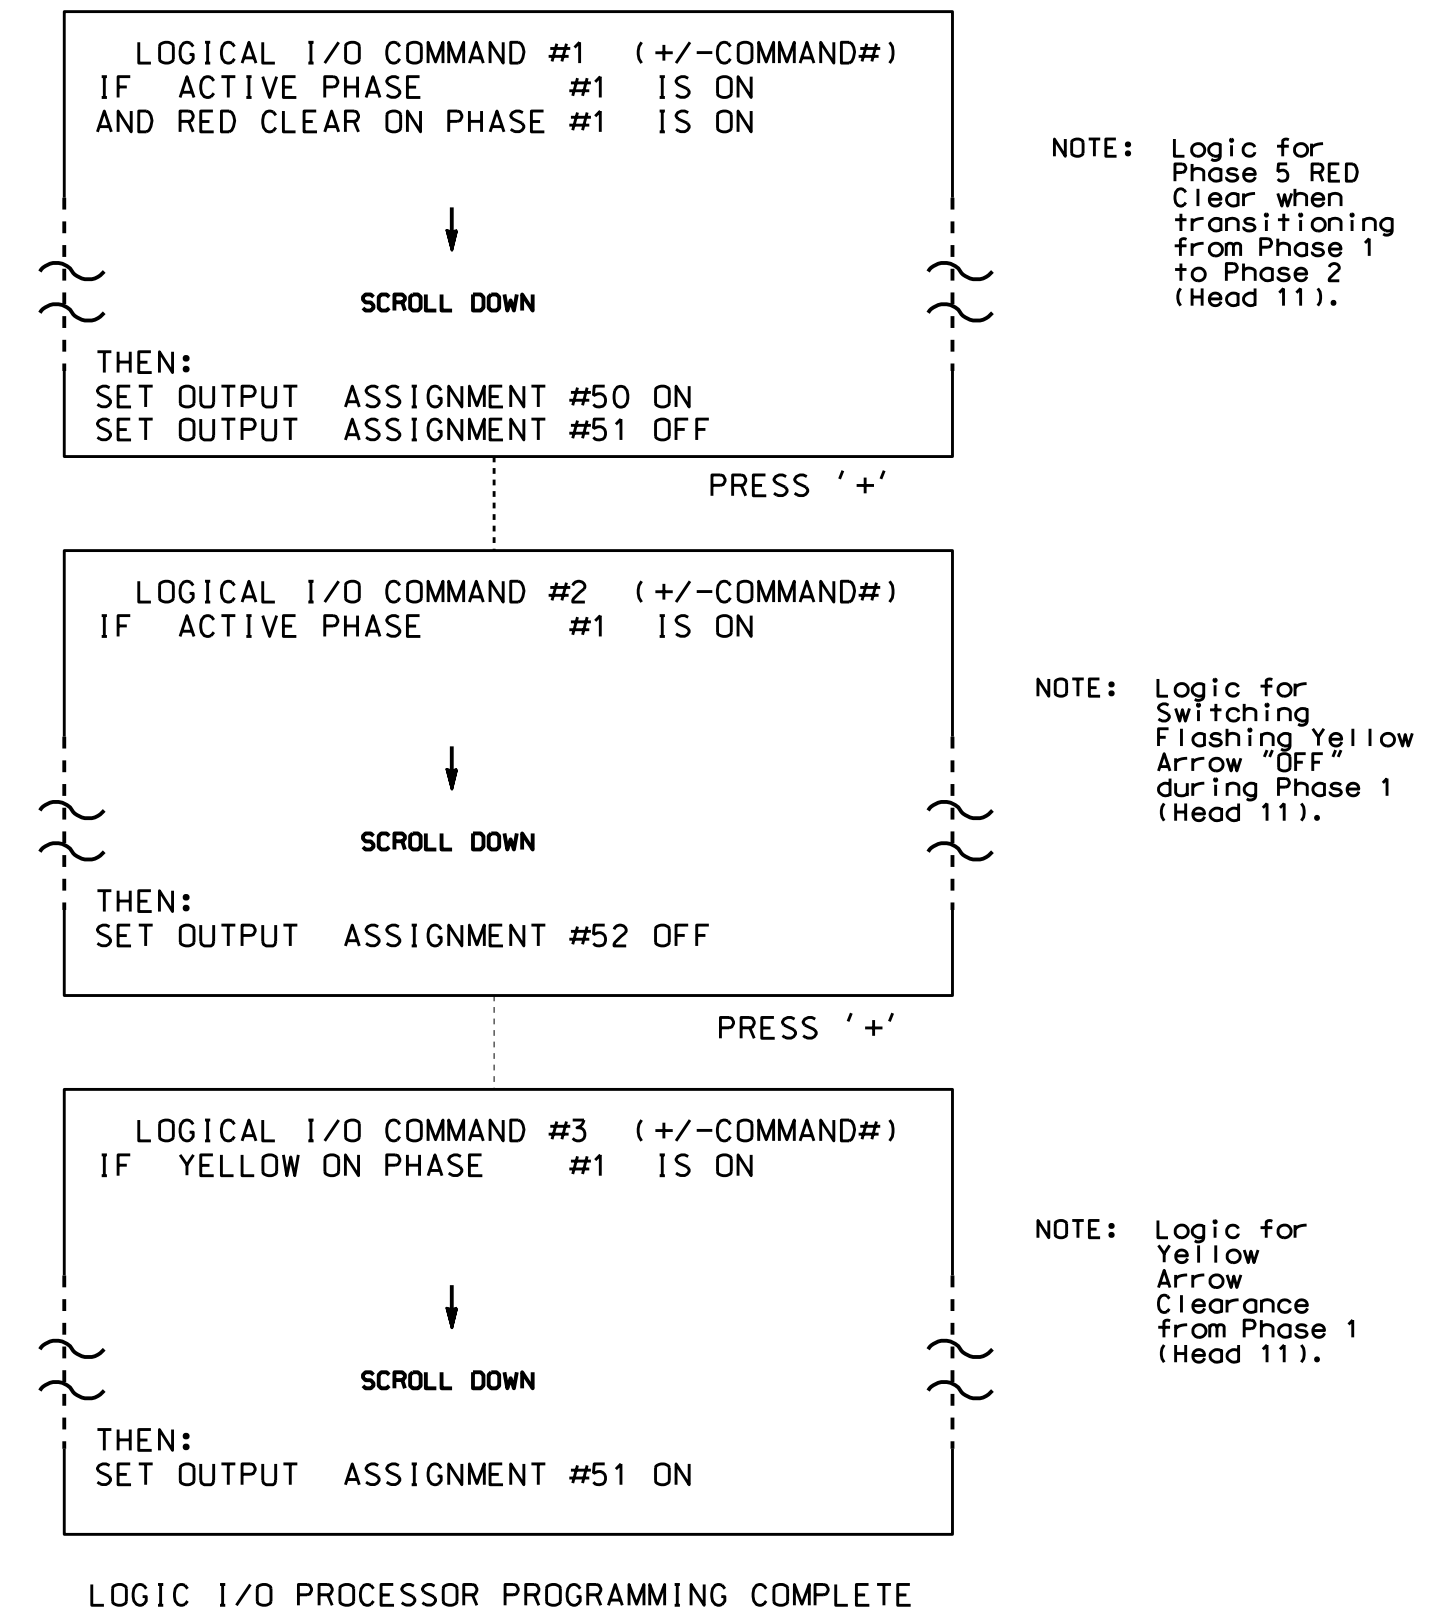 LOGICAL I/O COMMAND #1 (+/-COMMAND#)
IF ACTIVE PHASE #1 IS ON
AND RED CLEAR ON PHASE #1 IS ON
SCROLL DOWN
THEN:
SET OUTPUT ASSIGNMENT #50 ON
SET OUTPUT ASSIGNMENT #51 OFF
NOTE: Logic for
Phase 5 RED
Clear when
transitioning
from Phase 1
to Phase 2
(Head 11).
PRESS '+'
LOGICAL I/O COMMAND #2 (+/-COMMAND#)
IF ACTIVE PHASE #1 IS ON
SCROLL DOWN
THEN:
SET OUTPUT ASSIGNMENT #52 OFF
NOTE: Logic for
Switching
Flashing Yellow
Arrow "OFF"
during Phase 1
(Head 11).
PRESS '+'
LOGICAL I/O COMMAND #3 (+/-COMMAND#)
IF YELLOW ON PHASE #1 IS ON
SCROLL DOWN
THEN:
SET OUTPUT ASSIGNMENT #51 ON
NOTE: Logic for
Yellow
Arrow
Clearance
from Phase 1
(Head 11).
LOGIC I/O PROCESSOR PROGRAMMING COMPLETE